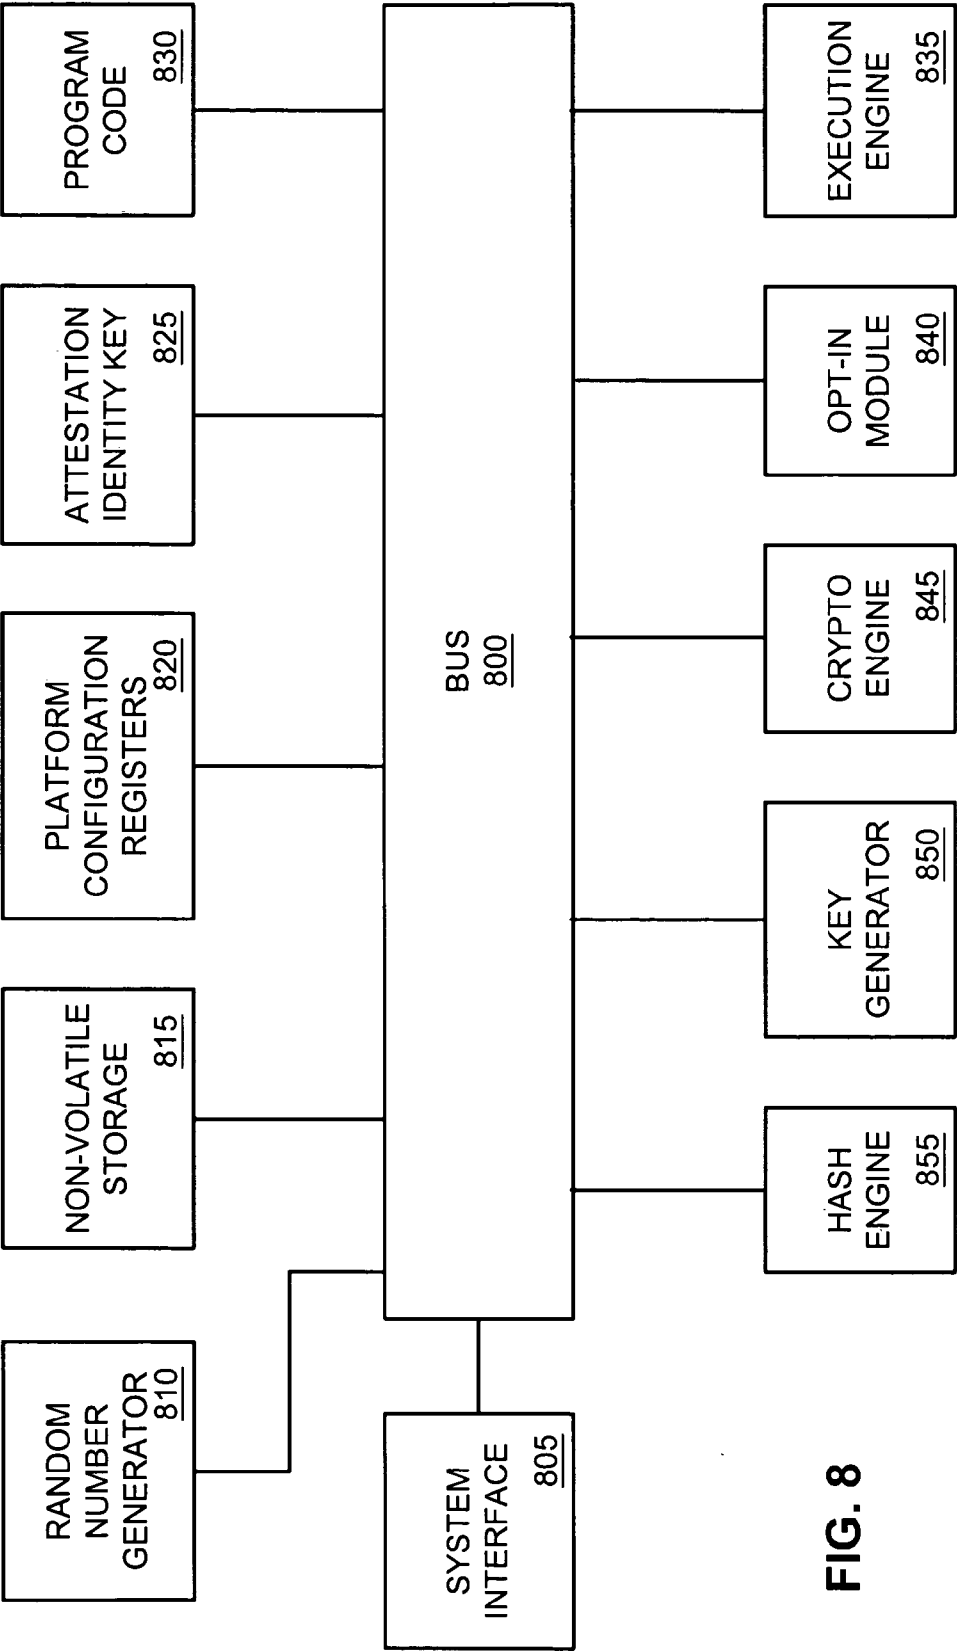 RANDOM
NUMBER
GENERATOR
810
NON-VOLATILE
STORAGE
815
PLATFORM
CONFIGURATION
REGISTERS
820
ATTESTATION
IDENTITY KEY
825
PROGRAM
CODE
830
SYSTEM
INTERFACE
805
BUS
800
HASH
ENGINE
855
KEY
GENERATOR
850
CRYPTO
ENGINE
845
OPT-IN
MODULE
840
EXECUTION
ENGINE
835
FIG. 8